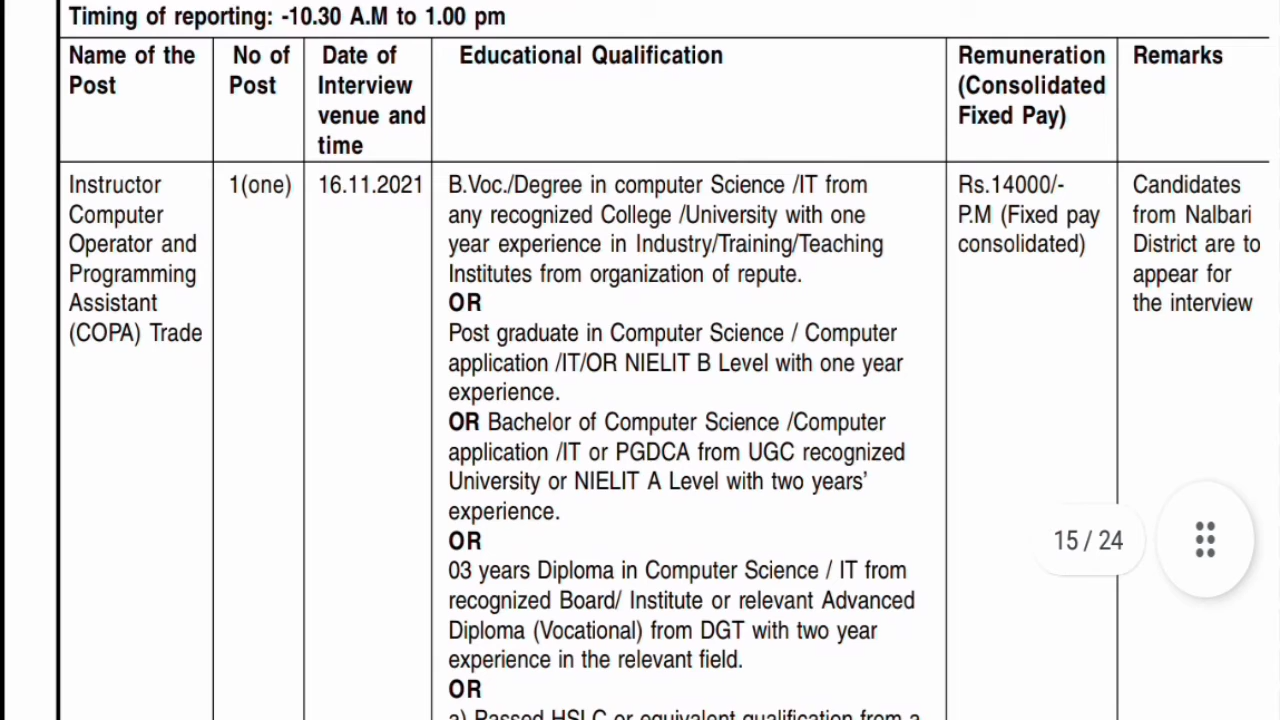 Timing of reporting: -10.30 A.M to 1.00 pm
Name of the
Post
No of
Post
Date of
Interview
venue and
time
Educational Qualification
Remuneration
(Consolidated
Fixed Pay)
Remarks
Instructor
Computer
Operator and
Programming
Assistant
(COPA) Trade
1(one)
16.11.2021
B.Voc./Degree in computer Science /IT from
any recognized College /University with one
year experience in Industry/Training/Teaching
Institutes from organization of repute.
OR
Post graduate in Computer Science / Computer
application /IT/OR NIELIT B Level with one year
experience.
OR Bachelor of Computer Science /Computer
application /IT or PGDCA from UGC recognized
University or NIELIT A Level with two years’
experience.
OR
03 years Diploma in Computer Science / IT from
recognized Board/ Institute or relevant Advanced
Diploma (Vocational) from DGT with two year
experience in the relevant field.
OR
a) Passed HSLC or equivalent qualification from a
Rs.14000/-
P.M (Fixed pay
consolidated)
Candidates
from Nalbari
District are to
appear for
the interview
15 / 24